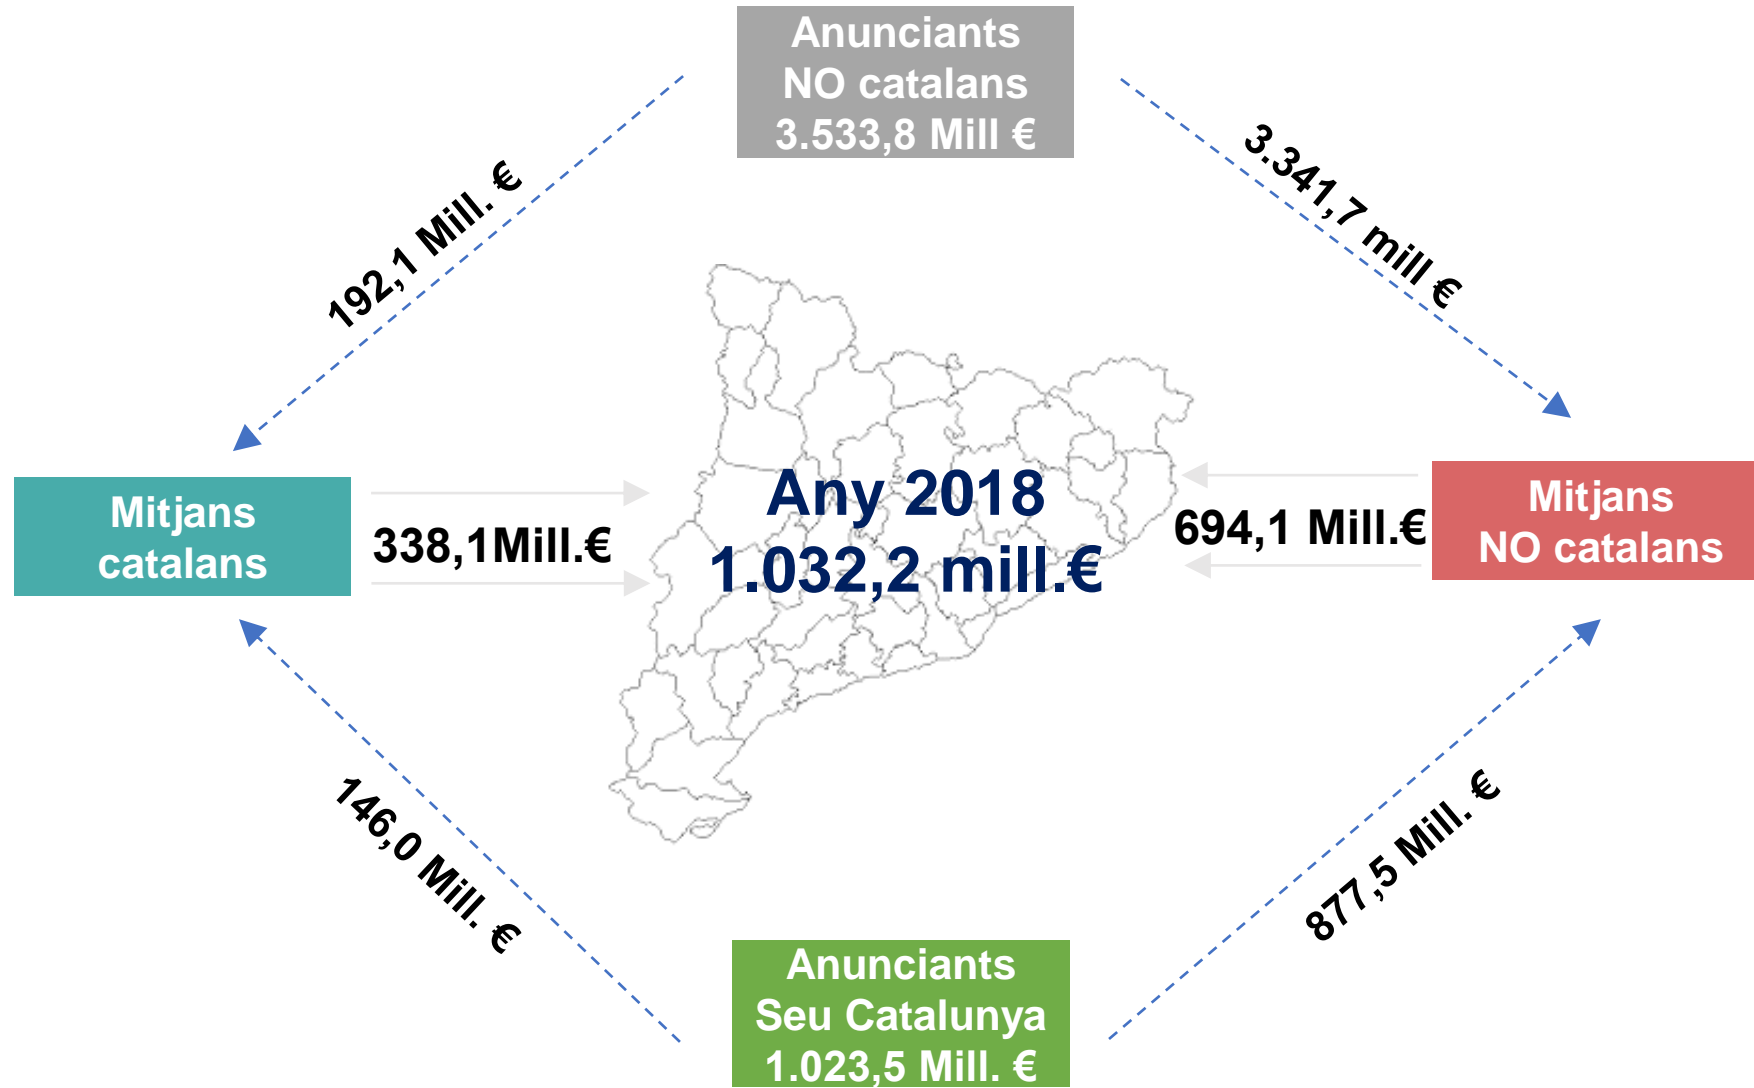 Anunciants
NO catalans
3.533,8 Mill €
192,1 Mill. €
3.341,7 mill €
Mitjans
catalans
338,1Mill.€
Any 2018
1.032,2 mill.€
694,1 Mill.€
Mitjans
NO catalans
146,0 Mill. €
877,5 Mill. €
Anunciants
Seu Catalunya
1.023,5 Mill. €